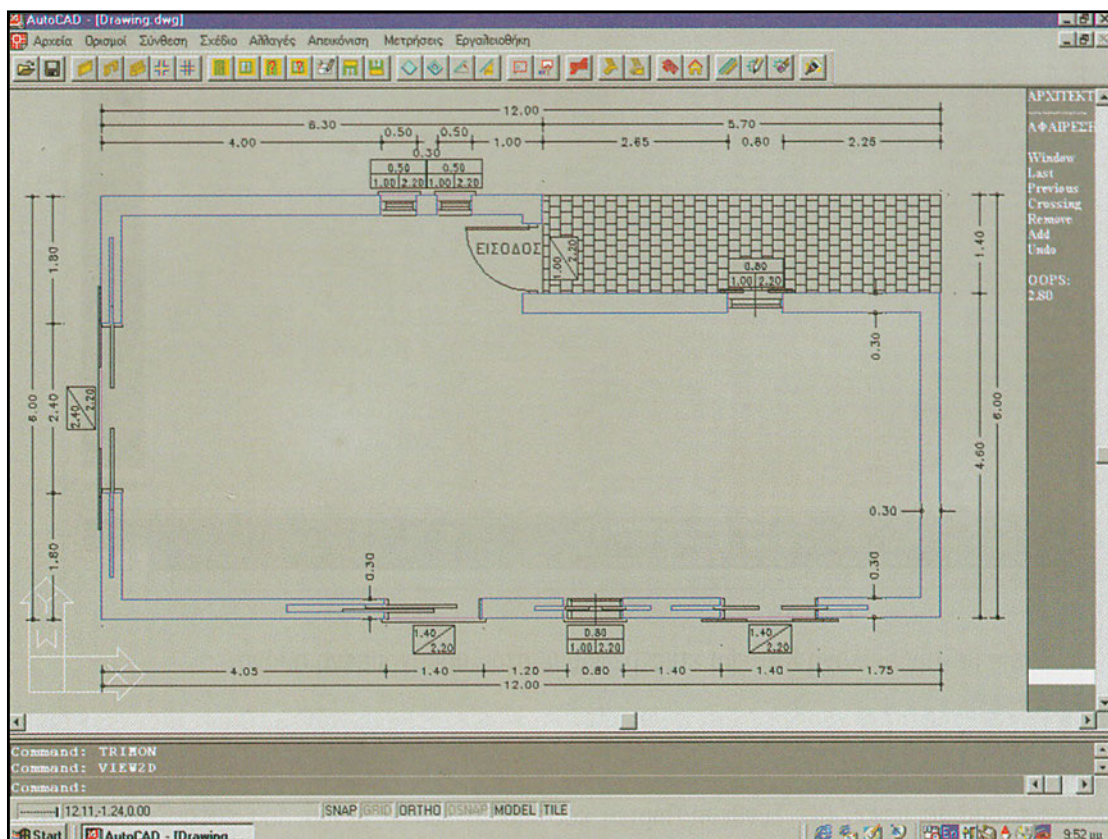 AutoCAD - [Drawing.dwg]
Αρχεία Ορισμοί Σύνθεση Σχέδιο Αλλαγές Απεικόνιση Μετρήσεις Εργαλειοθήκη
12.00
6.30 5.70
4.00 0.50 0.50 1.00 2.65 0.80 2.25
0.30
0.50 0.50
1.00 2.20 1.00 2.20
ΕΙΣΟΔΟΣ
1.00 2.20
0.80
1.00 2.20
1.80
2.40
1.80
6.00
2.40 2.20
1.40
4.60
6.00
0.30
0.30
0.30
0.30
1.40
2.20
0.80
1.00 2.20
1.40
2.20
4.05 1.40 1.20 0.80 1.40 1.40 1.75
12.00
W
X
ΑΡΧΙΤΕΚΤ
ΑΦΑΙΡΕΣΗ
Window
Last
Previous
Crossing
Remove
Add
Undo
OOPS:
2.80
Command: TRIMON
Command: VIEW2D
Command:
12.11,-1.24,0.00 SNAP GRID ORTHO OSNAP MODEL TILE
Start AutoCAD - [Drawing... 9:52 μμ